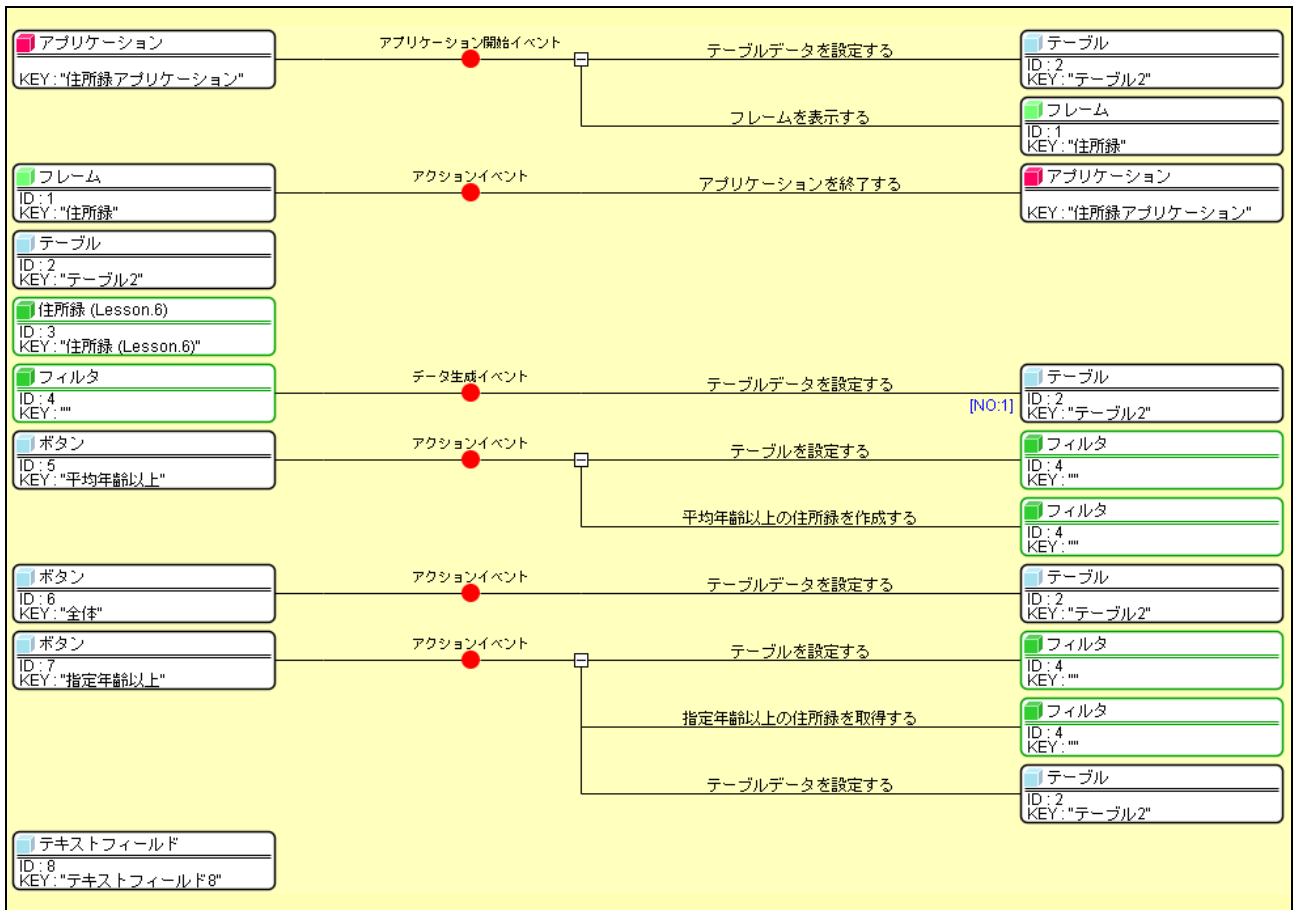 アプリケーション
KEY : "住所録アプリケーション"
アプリケーション開始イベント
テーブルデータを設定する
テーブル
ID : 2
KEY : "テーブル2"
フレームを表示する
フレーム
ID : 1
KEY : "住所録"
フレーム
ID : 1
KEY : "住所録"
アクションイベント
アプリケーションを終了する
アプリケーション
KEY : "住所録アプリケーション"
テーブル
ID : 2
KEY : "テーブル2"
住所録 (Lesson.6)
ID : 3
KEY : "住所録 (Lesson.6)"
フィルタ
ID : 4
KEY : ""
データ生成イベント
テーブルデータを設定する
[NO:1]
テーブル
ID : 2
KEY : "テーブル2"
ボタン
ID : 5
KEY : "平均年齢以上"
アクションイベント
テーブルを設定する
フィルタ
ID : 4
KEY : ""
平均年齢以上の住所録を作成する
フィルタ
ID : 4
KEY : ""
ボタン
ID : 6
KEY : "全体"
アクションイベント
テーブルデータを設定する
テーブル
ID : 2
KEY : "テーブル2"
ボタン
ID : 7
KEY : "指定年齢以上"
アクションイベント
テーブルを設定する
フィルタ
ID : 4
KEY : ""
指定年齢以上の住所録を取得する
フィルタ
ID : 4
KEY : ""
テーブルデータを設定する
テーブル
ID : 2
KEY : "テーブル2"
テキストフィールド
ID : 8
KEY : "テキストフィールド8"